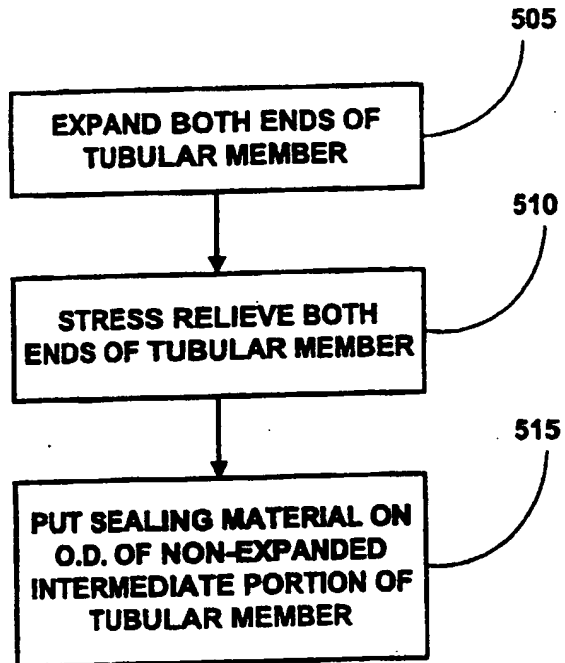 505
EXPAND BOTH ENDS OF
TUBULAR MEMBER
510
STRESS RELIEVE BOTH
ENDS OF TUBULAR MEMBER
515
PUT SEALING MATERIAL ON
O.D. OF NON-EXPANDED
INTERMEDIATE PORTION OF
TUBULAR MEMBER